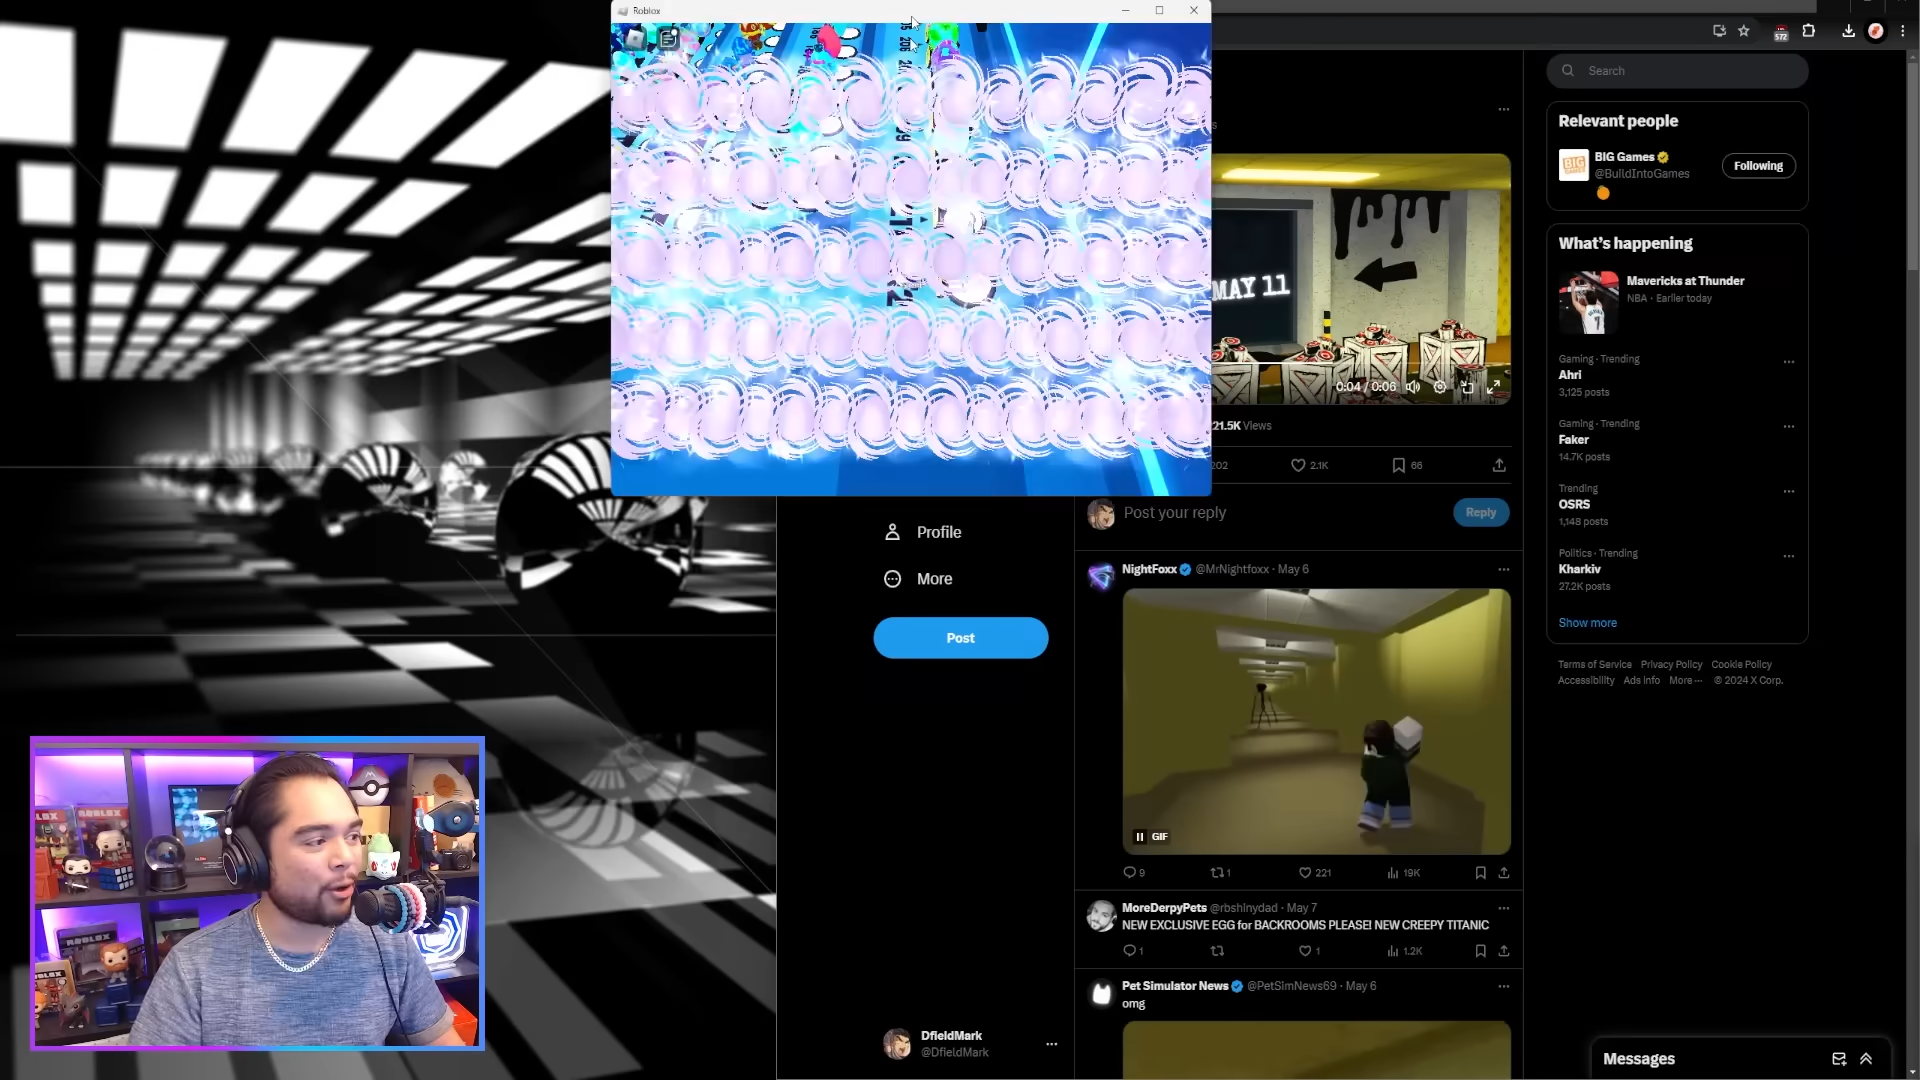 Roblox
206
Search
Relevant people
BIG Games
@BuildIntoGames
Following
What's happening
Mavericks at Thunder
NBA · Earlier today
Gaming · Trending
Ahri
3,125 posts
Gaming · Trending
Faker
14.7K posts
Trending
OSRS
1,148 posts
Politics · Trending
Kharkiv
27.2K posts
Show more
Terms of Service Privacy Policy Cookie Policy
Accessibility Ads info More ··· © 2024 X Corp.
572
MAY 11
0:04 / 0:06
21.5K Views
202 2.1K 66
Post your reply
Reply
Profile
More
Post
NightFoxx @MrNightfoxx · May 6
GIF
9 1 221 19K
MoreDerpyPets @rbshinydad · May 7
NEW EXCLUSIVE EGG for BACKROOMS PLEASE! NEW CREEPY TITANIC
1 1 1.2K
Pet Simulator News @PetSimNews69 · May 6
omg
DfieldMark
@DfieldMark
Messages